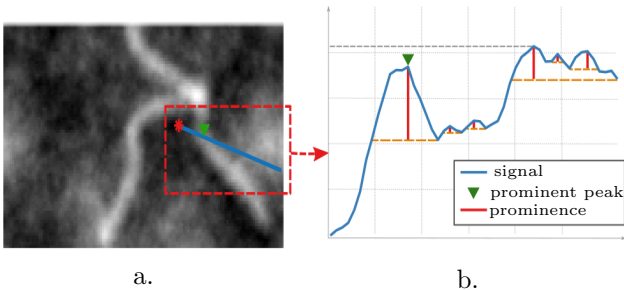 signal
prominent peak
prominence
a.
b.